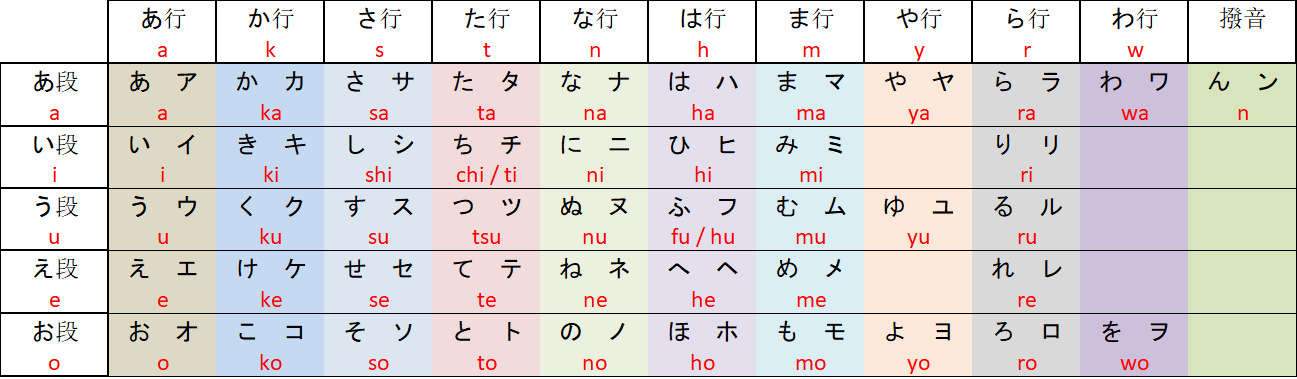 あ行 か行 さ行 た行 な行 は行 ま行 や行 ら行 わ行 撥音
a k s t n h m y r w
あ段 あ ア か カ さ サ た タ な ナ は ハ ま マ や ヤ ら ラ わ ワ ん ン
a a ka sa ta na ha ma ya ra wa n
い段 い イ き キ し シ ち チ に ニ ひ ヒ み ミ り リ
i i ki shi chi / ti ni hi mi ri
う段 う ウ く ク す ス つ ツ ぬ ヌ ふ フ む ム ゆ ユ る ル
u u ku su tsu nu fu / hu mu yu ru
え段 え エ け ケ せ セ て テ ね ネ へ ヘ め メ れ レ
e e ke se te ne he me re
お段 お オ こ コ そ ソ と ト の ノ ほ ホ も モ よ ヨ ろ ロ を ヲ
o o ko so to no ho mo yo ro wo